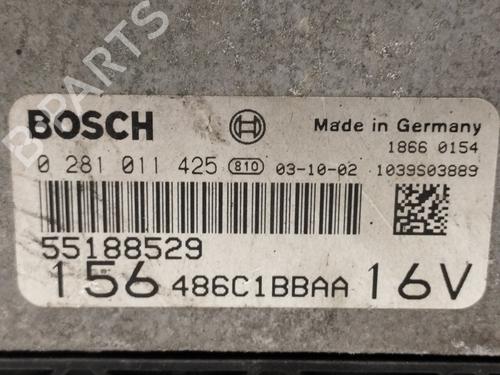 B-PARTS
BOSCH
Made in Germany
1866 0154
0 281 011 425 810 03-10-02 1039S03889
55188529
156 486C1BBAA 16V